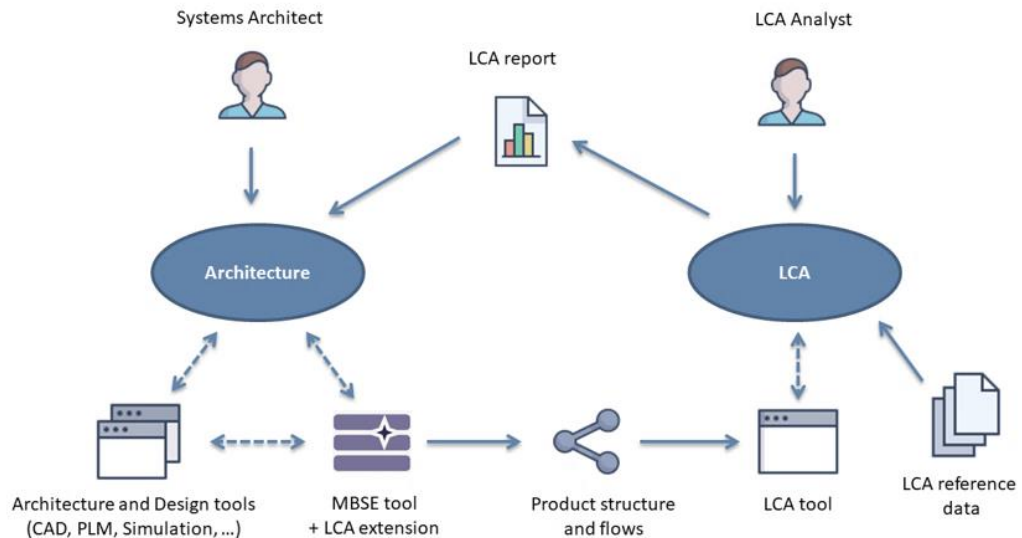 Systems Architect
LCA Analyst
LCA report
Architecture
LCA
Architecture and Design tools
(CAD, PLM, Simulation, ...)
MBSE tool
+ LCA extension
Product structure
and flows
LCA tool
LCA reference
data